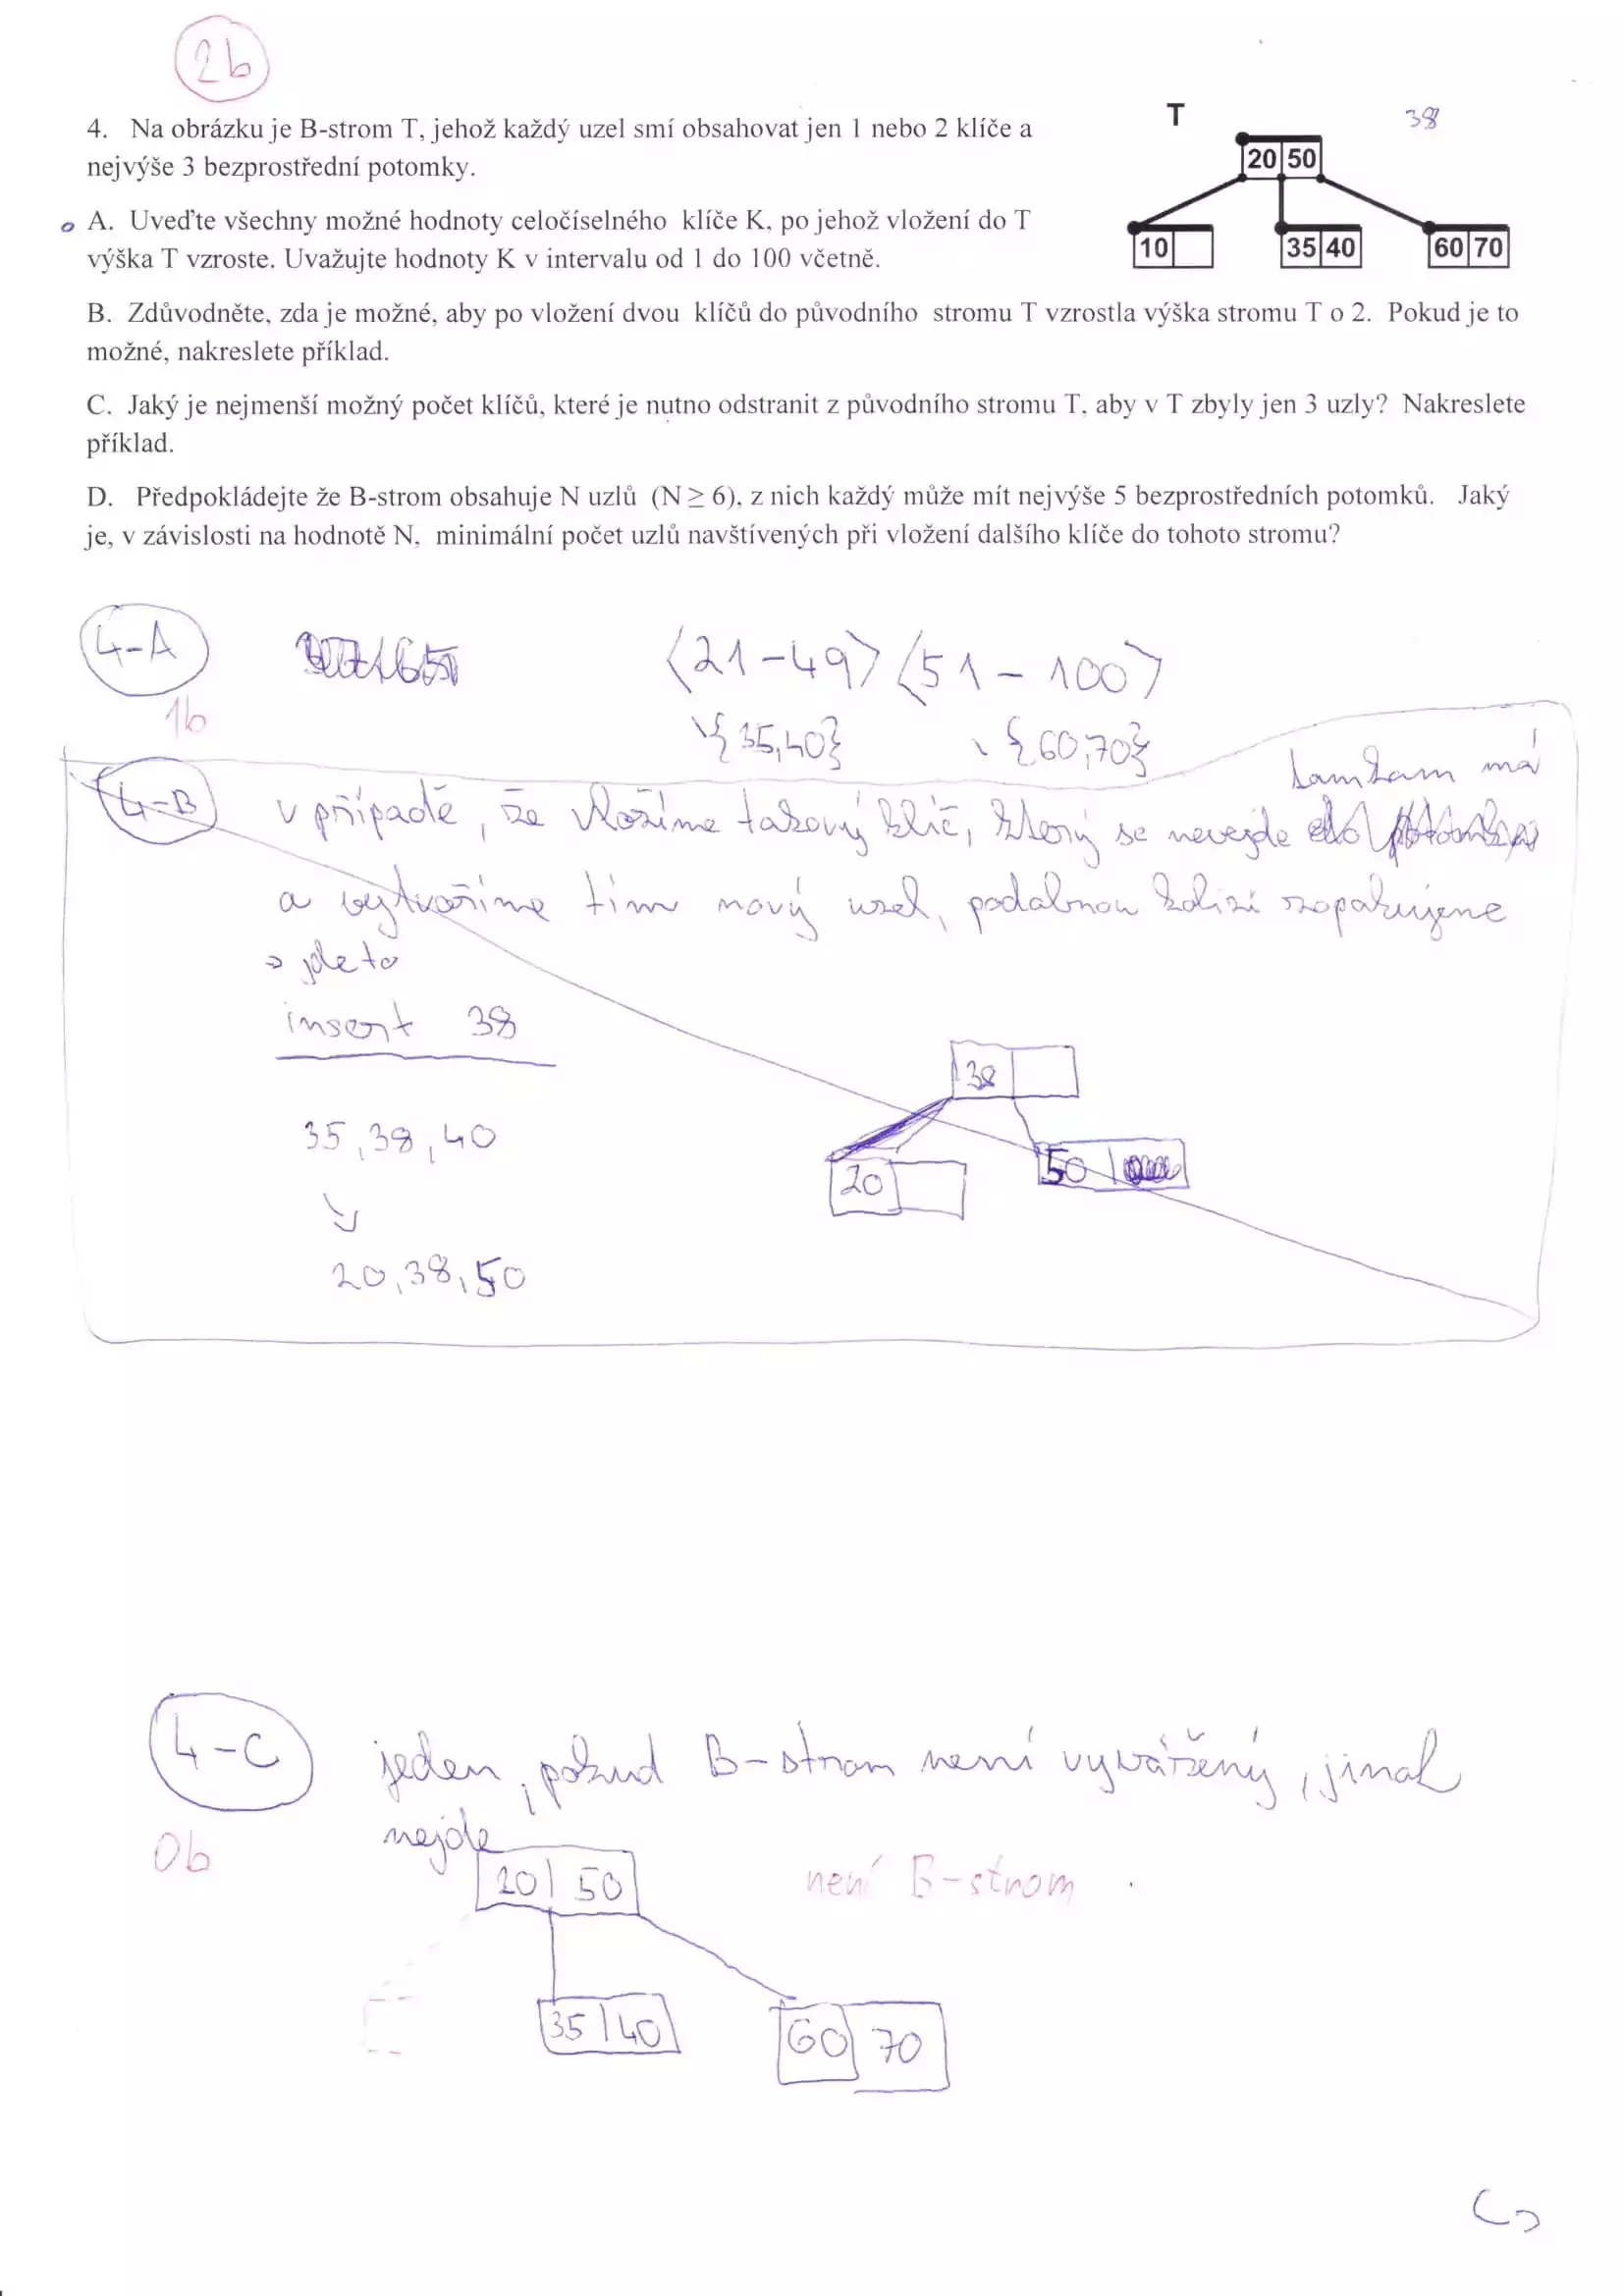 2b
4. Na obrázku je B-strom T, jehož každý uzel smí obsahovat jen 1 nebo 2 klíče a
nejvýše 3 bezprostřední potomky.
T
38
20 50
10
35 40
60 70
A. Uveďte všechny možné hodnoty celočíselného klíče K, po jehož vložení do T
výška T vzroste. Uvažujte hodnoty K v intervalu od 1 do 100 včetně.
B. Zdůvodněte, zda je možné, aby po vložení dvou klíčů do původního stromu T vzrostla výška stromu T o 2. Pokud je to
možné, nakreslete příklad.
C. Jaký je nejmenší možný počet klíčů, které je nutno odstranit z původního stromu T, aby v T zbyly jen 3 uzly? Nakreslete
příklad.
D. Předpokládejte že B-strom obsahuje N uzlů (N ≥ 6), z nich každý může mít nejvýše 5 bezprostředních potomků. Jaký
je, v závislosti na hodnotě N, minimální počet uzlů navštívených při vložení dalšího klíče do tohoto stromu?
4-A
⟨21-49⟩ ⟨51-100⟩
1b
\{35,40} \{60,70}
kam kam má
4-B
v případě, že vložíme takový klíč, který se nevejde
a vytvoříme tím nový uzel, podobnou kolizi zopakujeme
⇒ jde to
insert 38
35, 38, 40
↘
20, 38, 50
38
20
50
4-C
jeden, pokud B-strom není vyvážený, jinak
nejde
0b
20 50
není B-strom
35 40
60 70